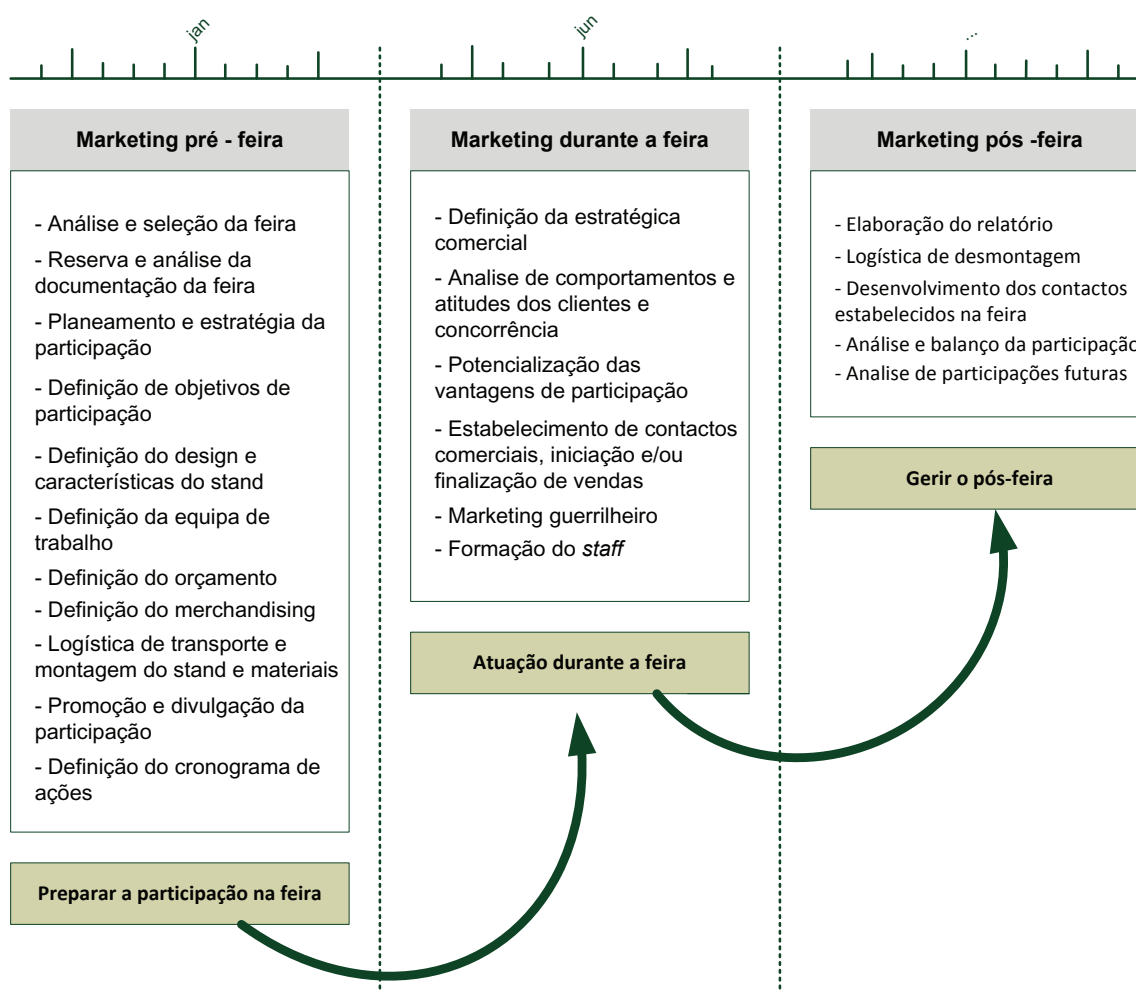 jan
jun
...
Marketing pré - feira
- Análise e seleção da feira
- Reserva e análise da
documentação da feira
- Planeamento e estratégia da
participação
- Definição de objetivos de
participação
- Definição do design e
características do stand
- Definição da equipa de
trabalho
- Definição do orçamento
- Definição do merchandising
- Logística de transporte e
montagem do stand e materiais
- Promoção e divulgação da
participação
- Definição do cronograma de
ações
Preparar a participação na feira
Marketing durante a feira
- Definição da estratégica
comercial
- Analise de comportamentos e
atitudes dos clientes e
concorrência
- Potencialização das
vantagens de participação
- Estabelecimento de contactos
comerciais, iniciação e/ou
finalização de vendas
- Marketing guerrilheiro
- Formação do staff
Atuação durante a feira
Marketing pós -feira
- Elaboração do relatório
- Logística de desmontagem
- Desenvolvimento dos contactos
estabelecidos na feira
- Análise e balanço da participação
- Analise de participações futuras
Gerir o pós-feira